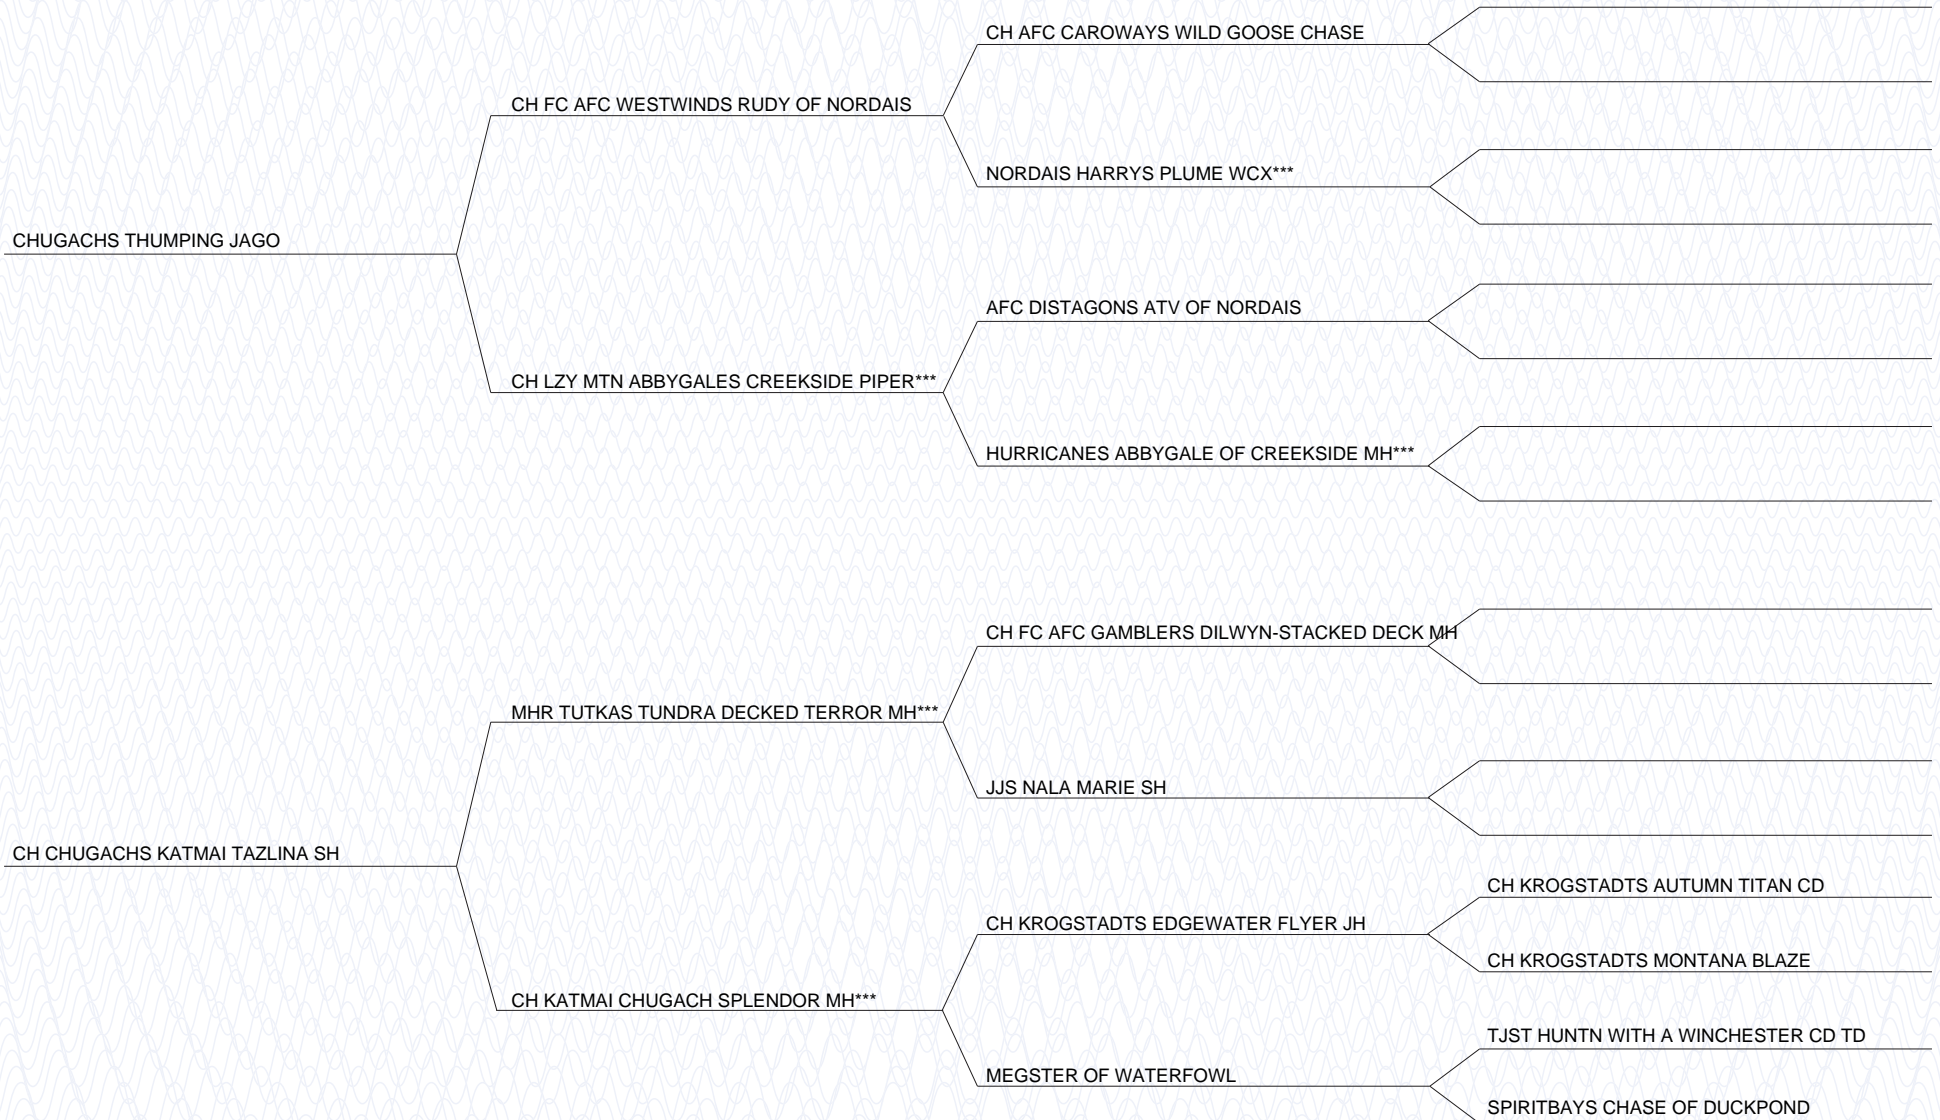 CH AFC CAROWAYS WILD GOOSE CHASE
CH FC AFC WESTWINDS RUDY OF NORDAIS
NORDAIS HARRYS PLUME WCX***
CHUGACHS THUMPING JAGO
AFC DISTAGONS ATV OF NORDAIS
CH LZY MTN ABBYGALES CREEKSIDE PIPER***
HURRICANES ABBYGALE OF CREEKSIDE MH***
CH FC AFC GAMBLERS DILWYN-STACKED DECK MH
MHR TUTKAS TUNDRA DECKED TERROR MH***
JJS NALA MARIE SH
CH CHUGACHS KATMAI TAZLINA SH
CH KROGSTADTS AUTUMN TITAN CD
CH KROGSTADTS EDGEWATER FLYER JH
CH KROGSTADTS MONTANA BLAZE
CH KATMAI CHUGACH SPLENDOR MH***
TJST HUNTN WITH A WINCHESTER CD TD
MEGSTER OF WATERFOWL
SPIRITBAYS CHASE OF DUCKPOND